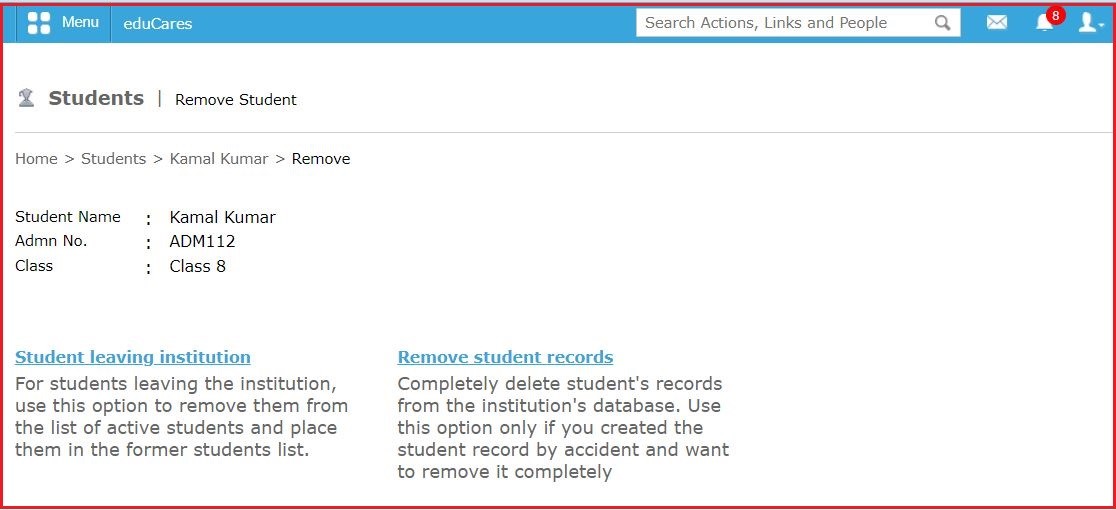 Menu eduCares Search Actions, Links and People 8
Students | Remove Student
Home > Students > Kamal Kumar > Remove
Student Name : Kamal Kumar
Admn No. : ADM112
Class : Class 8
Student leaving institution
For students leaving the institution,
use this option to remove them from
the list of active students and place
them in the former students list.
Remove student records
Completely delete student's records
from the institution's database. Use
this option only if you created the
student record by accident and want
to remove it completely